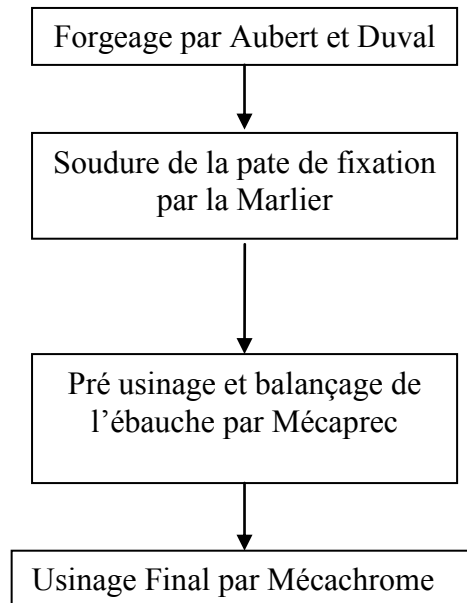 Forgeage par Aubert et Duval
Soudure de la pate de fixation
par la Marlier
Pré usinage et balançage de
l’ébauche par Mécaprec
Usinage Final par Mécachrome